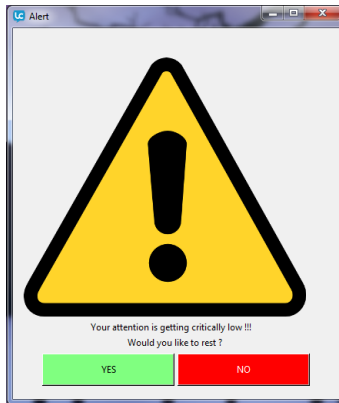 Alert
Your attention is getting critically low !!!
Would you like to rest ?
YES
NO